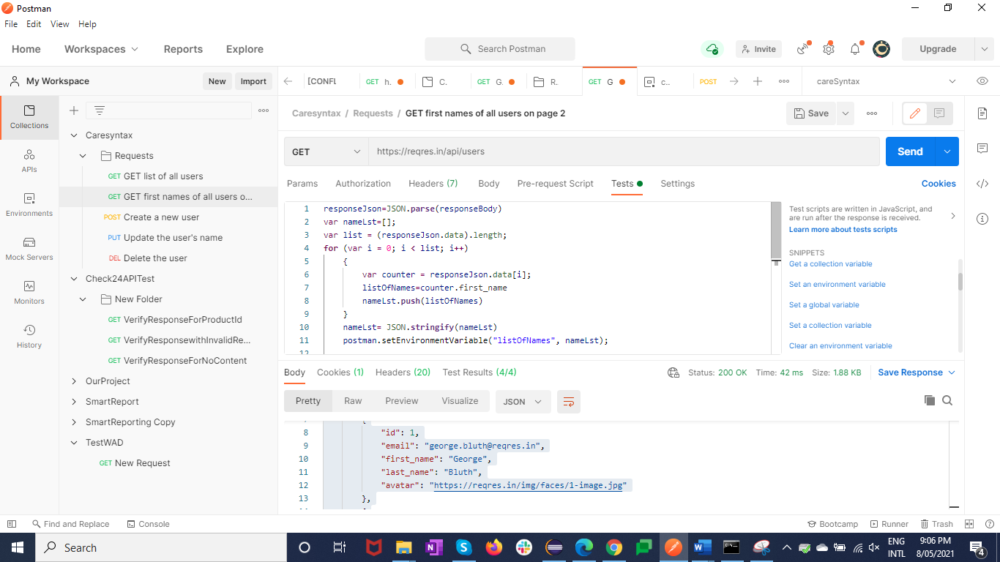 Postman
File Edit View Help
Home Workspaces Reports Explore Search Postman Invite Upgrade
My Workspace New Import [CONFL GET h. C. GET G. R. GET G c.. POST careSyntax
Collections
APIs
Environments
Mock Servers
Monitors
History
Caresyntax
Requests
GET GET list of all users
GET GET first names of all users o...
POST Create a new user
PUT Update the user's name
DEL Delete the user
Check24APITest
New Folder
GET VerifyResponseForProductId
GET VerifyResponsewithInvalidRe...
GET VerifyResponseForNoContent
OurProject
SmartReport
SmartReporting Copy
TestWAD
GET New Request
Caresyntax / Requests / GET first names of all users on page 2 Save
GET https://reqres.in/api/users Send
Params Authorization Headers (7) Body Pre-request Script Tests Settings Cookies
1 responseJson=JSON.parse(responseBody)
2 var nameLst=[];
3 var list = (responseJson.data).length;
4 for (var i = 0; i < list; i++)
5 {
6 var counter = responseJson.data[i];
7 listOfNames=counter.first_name
8 nameLst.push(listOfNames)
9 }
10 nameLst= JSON.stringify(nameLst)
11 postman.setEnvironmentVariable("listOfNames", nameLst);
12
Test scripts are written in JavaScript, and
are run after the response is received.
Learn more about tests scripts
SNIPPETS
Get a collection variable
Set an environment variable
Set a global variable
Set a collection variable
Clear an environment variable
Body Cookies (1) Headers (20) Test Results (4/4) Status: 200 OK Time: 42 ms Size: 1.88 KB Save Response
Pretty Raw Preview Visualize JSON
{
8 "id": 1,
9 "email": "george.bluth@reqres.in",
10 "first_name": "George",
11 "last_name": "Bluth",
12 "avatar": "https://reqres.in/img/faces/1-image.jpg"
13 },
Find and Replace Console Bootcamp Runner Trash
Search ENG 9:06 PM
INTL 8/05/2021 4